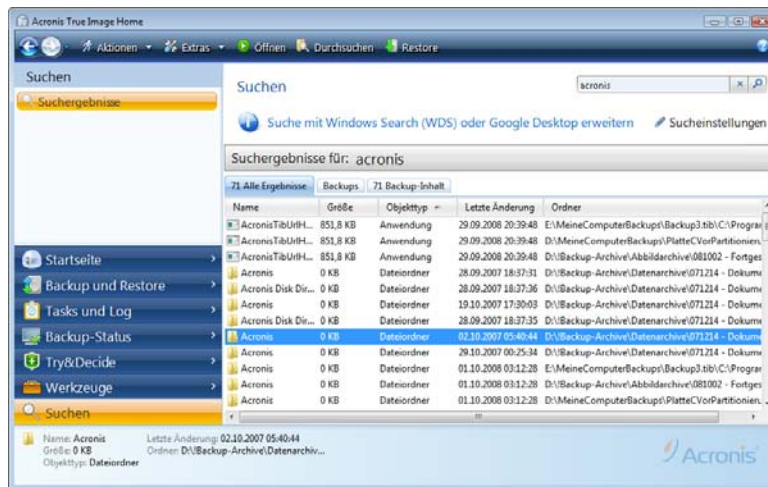 Acronis True Image Home
Aktionen Extras Öffnen Durchsuchen Restore
Suchen
Suchergebnisse
Startseite
Backup und Restore
Tasks und Log
Backup-Status
Try&Decide
Werkzeuge
Suchen
Suchen
acronis
Suche mit Windows Search (WDS) oder Google Desktop erweitern
Sucheinstellungen
Suchergebnisse für: acronis
71 Alle Ergebnisse Backups 71 Backup-Inhalt
Name Größe Objekttyp Letzte Änderung Ordner
AcronisTibUrlH... 851,8 KB Anwendung 29.09.2008 20:39:48 E:\MeineComputerBackups\Backup3.tib\C:\Progran
AcronisTibUrlH... 851,8 KB Anwendung 29.09.2008 20:39:48 D:\MeineComputerBackups\PlatteCVorPartitionien.
AcronisTibUrlH... 851,8 KB Anwendung 29.09.2008 20:39:48 D:\!Backup-Archive\Abbildarchive\081002 - Fortges
Acronis 0 KB Dateiordner 28.09.2007 18:37:31 D:\!Backup-Archive\Datenarchive\071214 - Dokume
Acronis Disk Dir... 0 KB Dateiordner 28.09.2007 18:37:36 D:\!Backup-Archive\Datenarchive\071214 - Dokume
Acronis 0 KB Dateiordner 19.10.2007 17:30:03 D:\!Backup-Archive\Datenarchive\071214 - Dokume
Acronis Disk Dir... 0 KB Dateiordner 28.09.2007 18:37:35 D:\!Backup-Archive\Datenarchive\071214 - Dokume
Acronis 0 KB Dateiordner 02.10.2007 05:40:44 D:\!Backup-Archive\Datenarchive\071214 - Dokume
Acronis 0 KB Dateiordner 29.10.2007 00:25:34 D:\!Backup-Archive\Datenarchive\071214 - Dokume
Acronis 0 KB Dateiordner 01.10.2008 03:12:28 E:\MeineComputerBackups\Backup3.tib\C:\Progran
Acronis 0 KB Dateiordner 01.10.2008 03:12:28 D:\!Backup-Archive\Abbildarchive\081002 - Fortges
Acronis 0 KB Dateiordner 01.10.2008 03:12:28 D:\MeineComputerBackups\PlatteCVorPartitionien.
Name: Acronis Letzte Änderung: 02.10.2007 05:40:44
Größe: 0 KB Ordner: D:\!Backup-Archive\Datenarchiv...
Objekttyp: Dateiordner
Acronis